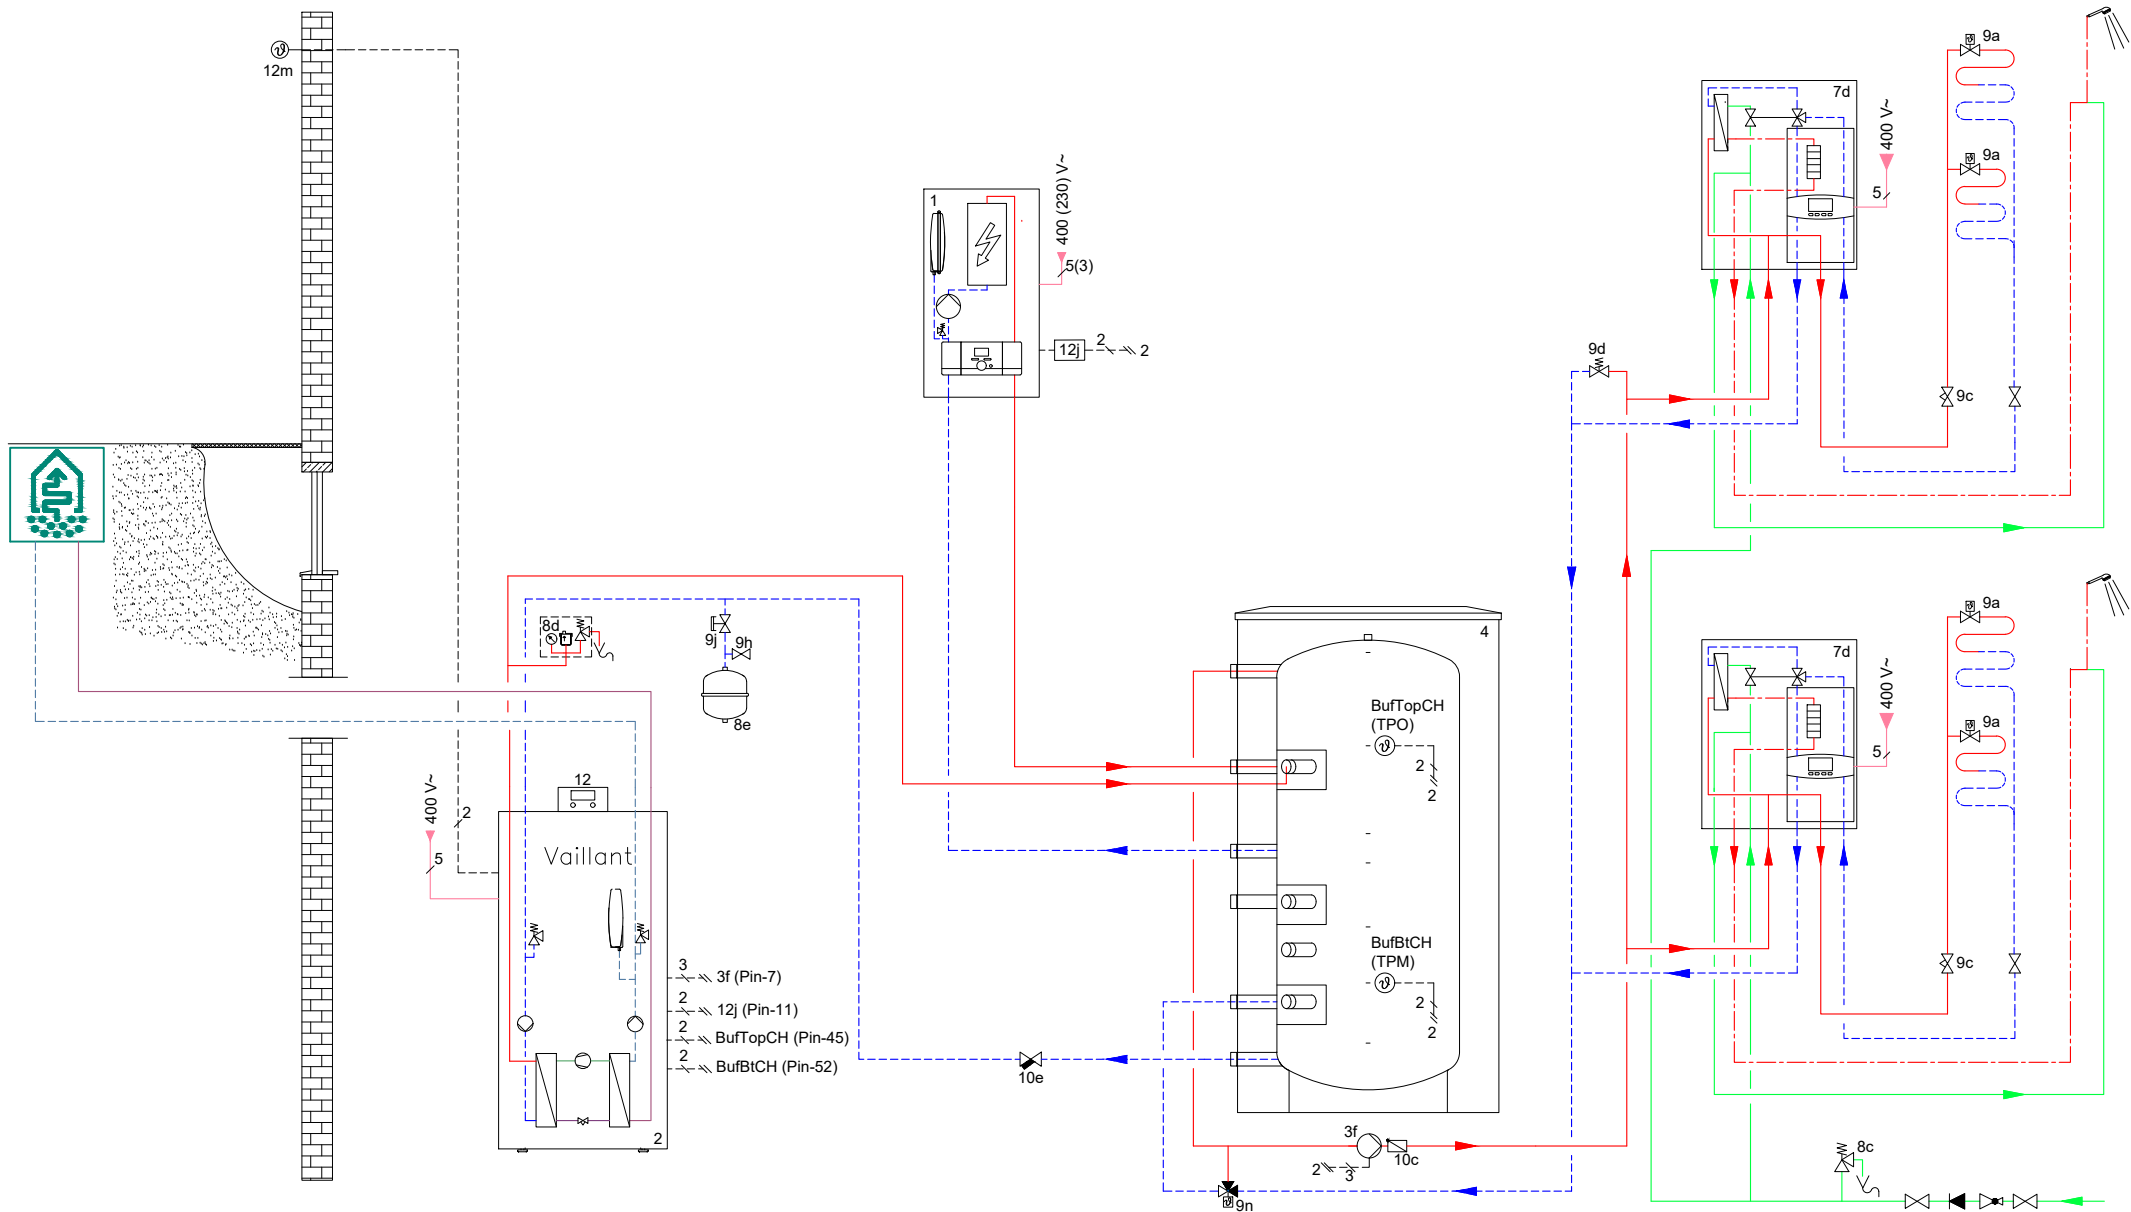 12m
9a
7d
400 V~
5
9a
1
400 (230) V~
5(3)
12j
2
2
9d
9c
8d
9j
9h
8e
4
BufTopCH
(TPO)
2
2
9a
7d
400 V~
5
9a
12
400 V~
2
5
Vaillant
BufBtCH
(TPM)
2
2
9c
3
3f (Pin-7)
2
12j (Pin-11)
2
BufTopCH (Pin-45)
2
BufBtCH (Pin-52)
10e
2
3f
10c
2
3
9n
8c